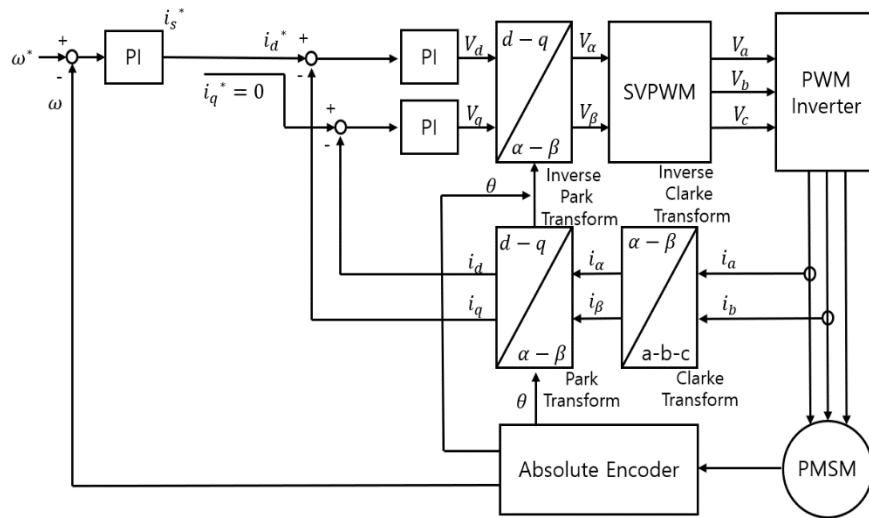 i_s*
ω* + - PI i_d* + - PI V_d d − q V_α SVPWM V_a PWM Inverter
ω
i_q* = 0 + - PI V_q α − β V_β V_b
V_c
Inverse
Park
Transform
Inverse
Clarke
Transform
θ
d − q
α − β
i_d
i_α
i_a
i_q
i_β
i_b
α − β
a-b-c
Park
Transform
Clarke
Transform
θ
Absolute Encoder
PMSM